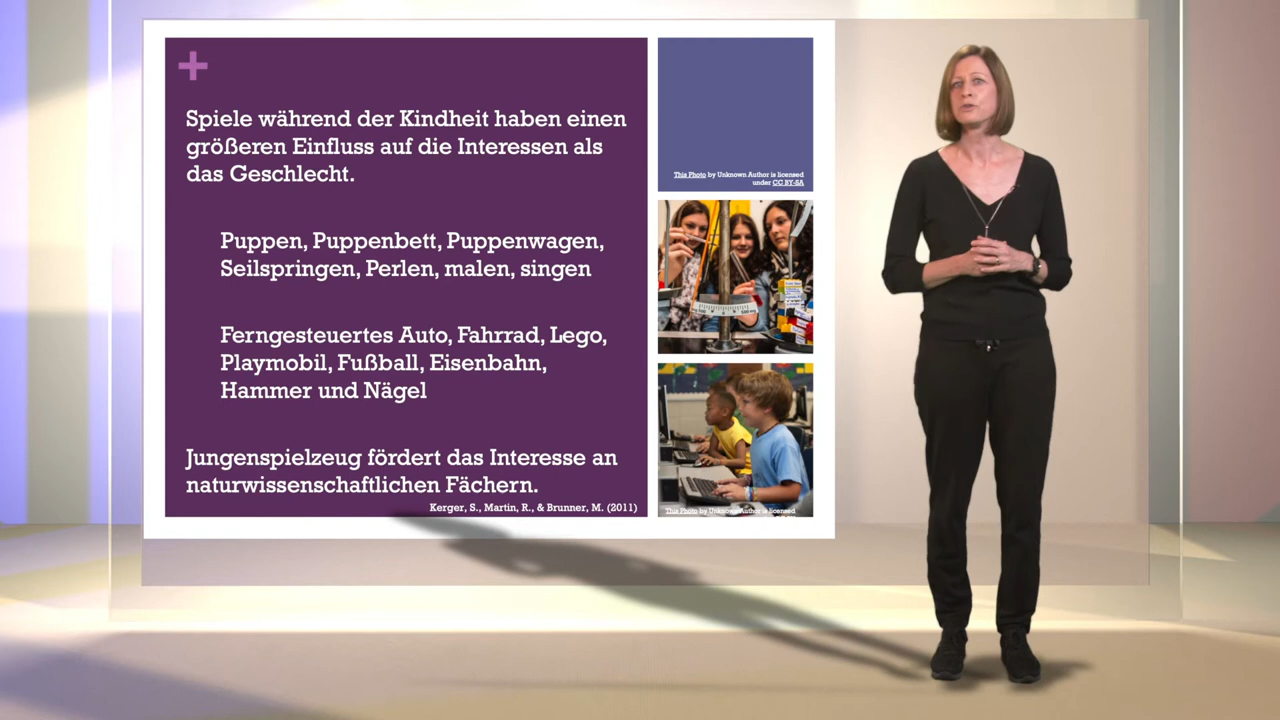 Spiele während der Kindheit haben einen
größeren Einfluss auf die Interessen als
das Geschlecht.
Puppen, Puppenbett, Puppenwagen,
Seilspringen, Perlen, malen, singen
Ferngesteuertes Auto, Fahrrad, Lego,
Playmobil, Fußball, Eisenbahn,
Hammer und Nägel
Jungenspielzeug fördert das Interesse an
naturwissenschaftlichen Fächern.
Kerger, S., Martin, R., & Brunner, M. (2011)
This Photo by Unknown Author is licensed
under CC BY-SA
This Photo by Unknown Author is licensed